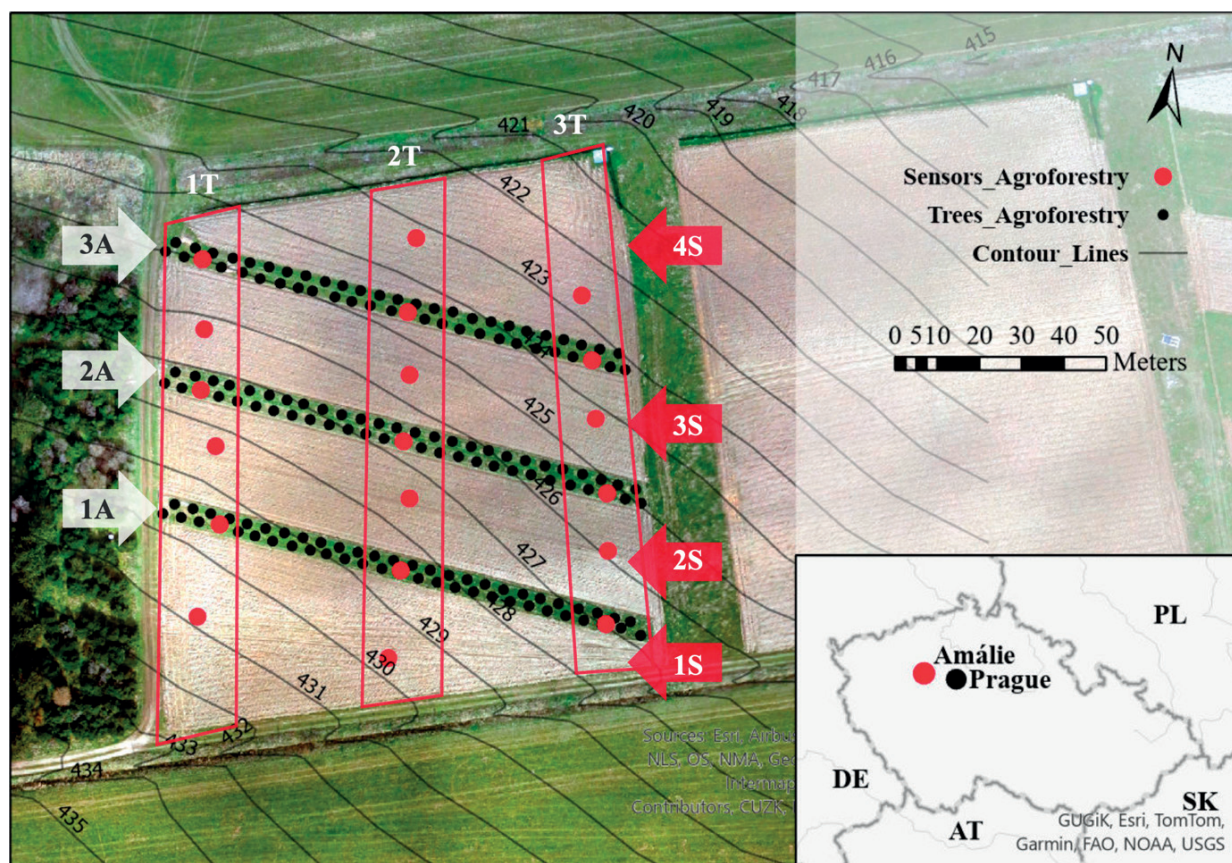 415
416
417
418
419
420
421
3T
2T
1T
422
N
Sensors_Agroforestry
Trees_Agroforestry
Contour_Lines
3A
4S
423
0 5 10 20 30 40 50
Meters
424
2A
425
3S
1A
426
427
2S
428
429
430
1S
431
432
433
434
435
Sources: Esri, Airbu
NLS, OS, NMA, Geo
Intermap
Contributors, CUZK,
PL
Amálie
Prague
DE
SK
AT
GUGiK, Esri, TomTom,
Garmin, FAO, NOAA, USGS